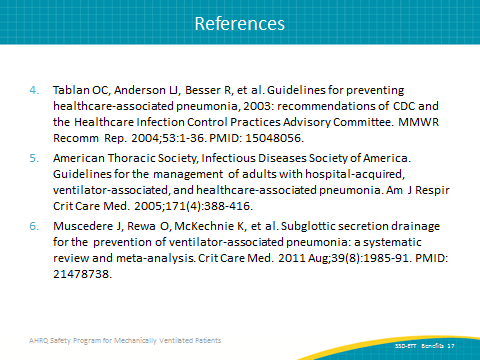 References
4. Tablan OC, Anderson LJ, Besser R, et al. Guidelines for preventing
healthcare-associated pneumonia, 2003: recommendations of CDC and
the Healthcare Infection Control Practices Advisory Committee. MMWR
Recomm Rep. 2004;53:1-36. PMID: 15048056.
5. American Thoracic Society, Infectious Diseases Society of America.
Guidelines for the management of adults with hospital-acquired,
ventilator-associated, and healthcare-associated pneumonia. Am J Respir
Crit Care Med. 2005;171(4):388-416.
6. Muscedere J, Rewa O, McKechnie K, et al. Subglottic secretion drainage
for the prevention of ventilator-associated pneumonia: a systematic
review and meta-analysis. Crit Care Med. 2011 Aug;39(8):1985-91. PMID:
21478738.
AHRQ Safety Program for Mechanically Ventilated Patients
SSD-ETT Benefits 17